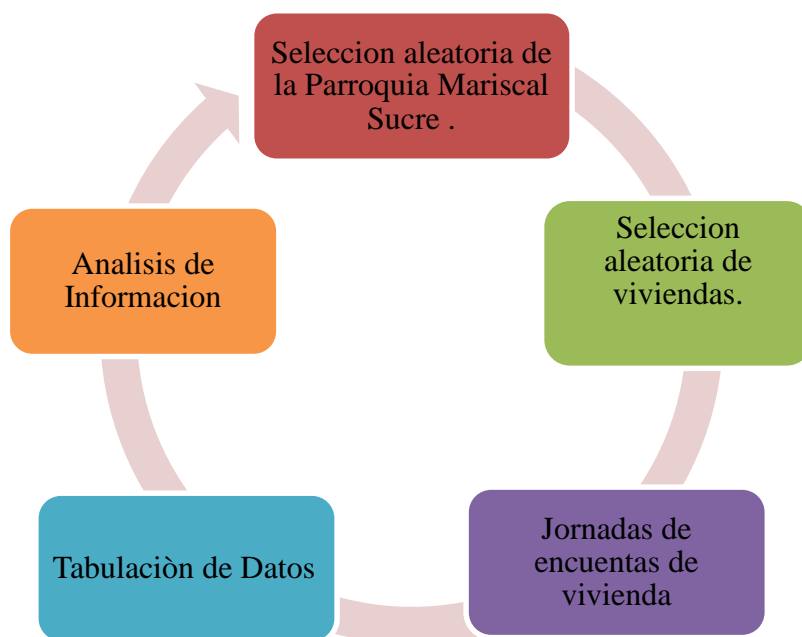 Seleccion aleatoria de
la Parroquia Mariscal
Sucre .
Seleccion
aleatoria de
viviendas.
Jornadas de
encuentas de
vivienda
Tabulaciòn de Datos
Analisis de
Informacion